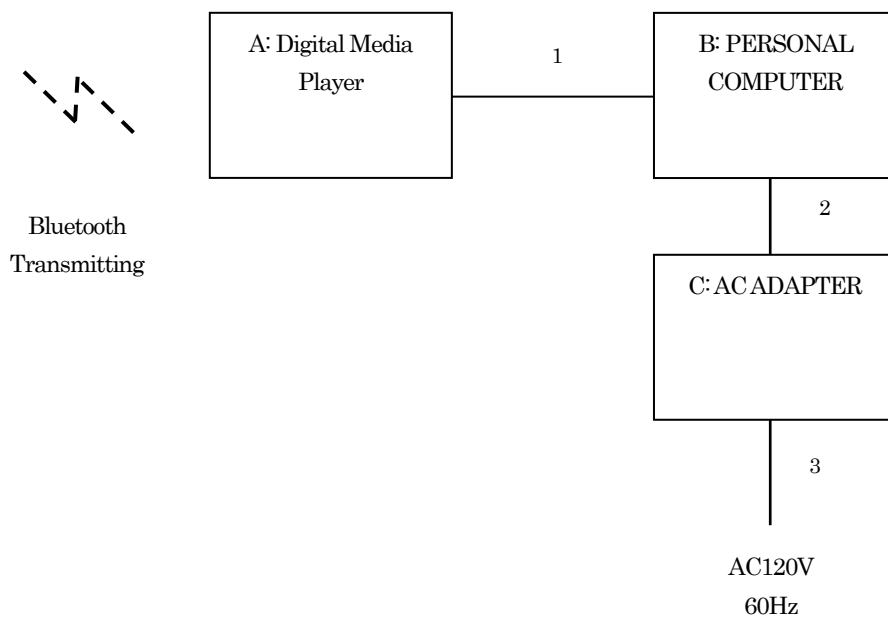 A: Digital Media
Player
1
B: PERSONAL
COMPUTER
Bluetooth
Transmitting
2
C: AC ADAPTER
3
AC120V
60Hz